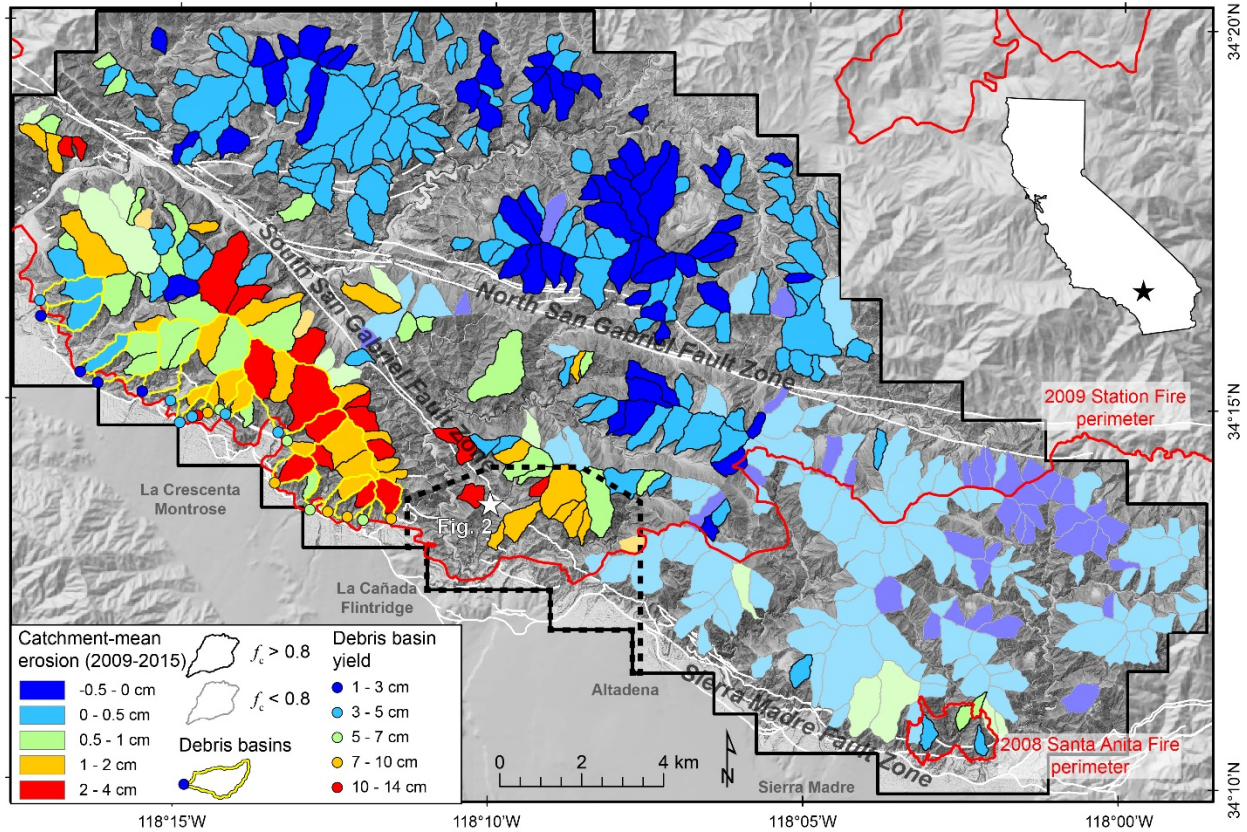 34°20'N
South San Gabriel Fault Zone
North San Gabriel Fault Zone
2009 Station Fire
perimeter
34°15'N
La Crescenta
Montrose
Fig. 2
La Cañada
Flintridge
Altadena
Sierra Madre Fault Zone
2008 Santa Anita Fire
perimeter
Sierra Madre
34°10'N
Catchment-mean
erosion (2009-2015)
-0.5 - 0 cm
0 - 0.5 cm
0.5 - 1 cm
1 - 2 cm
2 - 4 cm
fc > 0.8
fc < 0.8
Debris basins
Debris basin
yield
1 - 3 cm
3 - 5 cm
5 - 7 cm
7 - 10 cm
10 - 14 cm
0 2 4 km
N
118°15'W 118°10'W 118°05'W 118°00'W